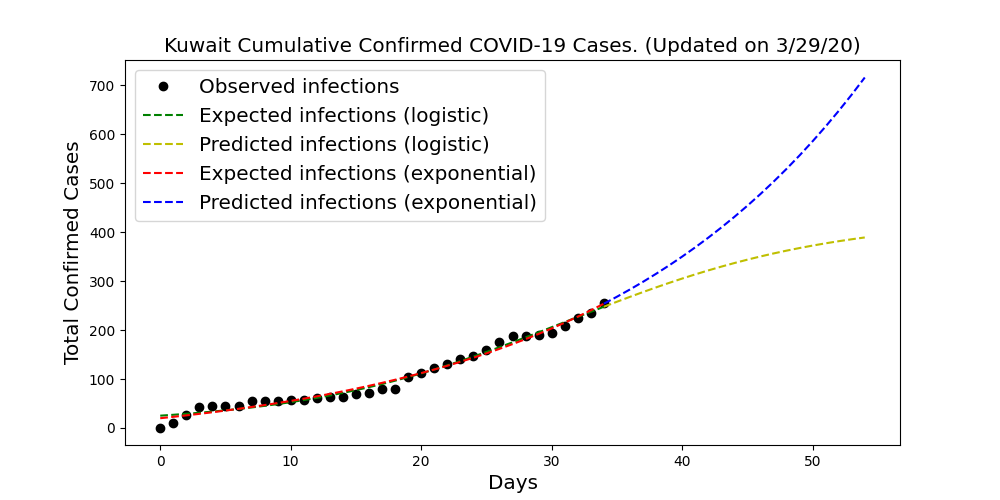 Kuwait Cumulative Confirmed COVID-19 Cases. (Updated on 3/29/20)
Observed infections
Expected infections (logistic)
Predicted infections (logistic)
Expected infections (exponential)
Predicted infections (exponential)
Total Confirmed Cases
700
600
500
400
300
200
100
0
0 10 20 30 40 50
Days